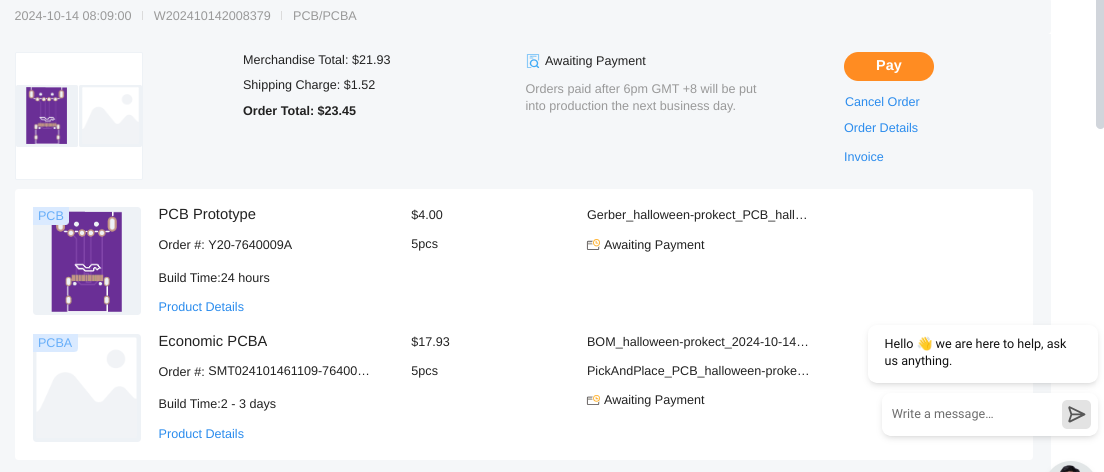 2024-10-14 08:09:00 W202410142008379 PCB/PCBA
Merchandise Total: $21.93
Shipping Charge: $1.52
Order Total: $23.45
Awaiting Payment
Orders paid after 6pm GMT +8 will be put
into production the next business day.
Pay
Cancel Order
Order Details
Invoice
PCB
PCB Prototype
$4.00
Gerber_halloween-prokect_PCB_hall…
Order #: Y20-7640009A
5pcs
Awaiting Payment
Build Time:24 hours
Product Details
PCBA
Economic PCBA
$17.93
BOM_halloween-prokect_2024-10-14…
Order #: SMT024101461109-76400…
5pcs
PickAndPlace_PCB_halloween-proke…
Build Time:2 - 3 days
Awaiting Payment
Product Details
Hello 👋 we are here to help, ask
us anything.
Write a message…